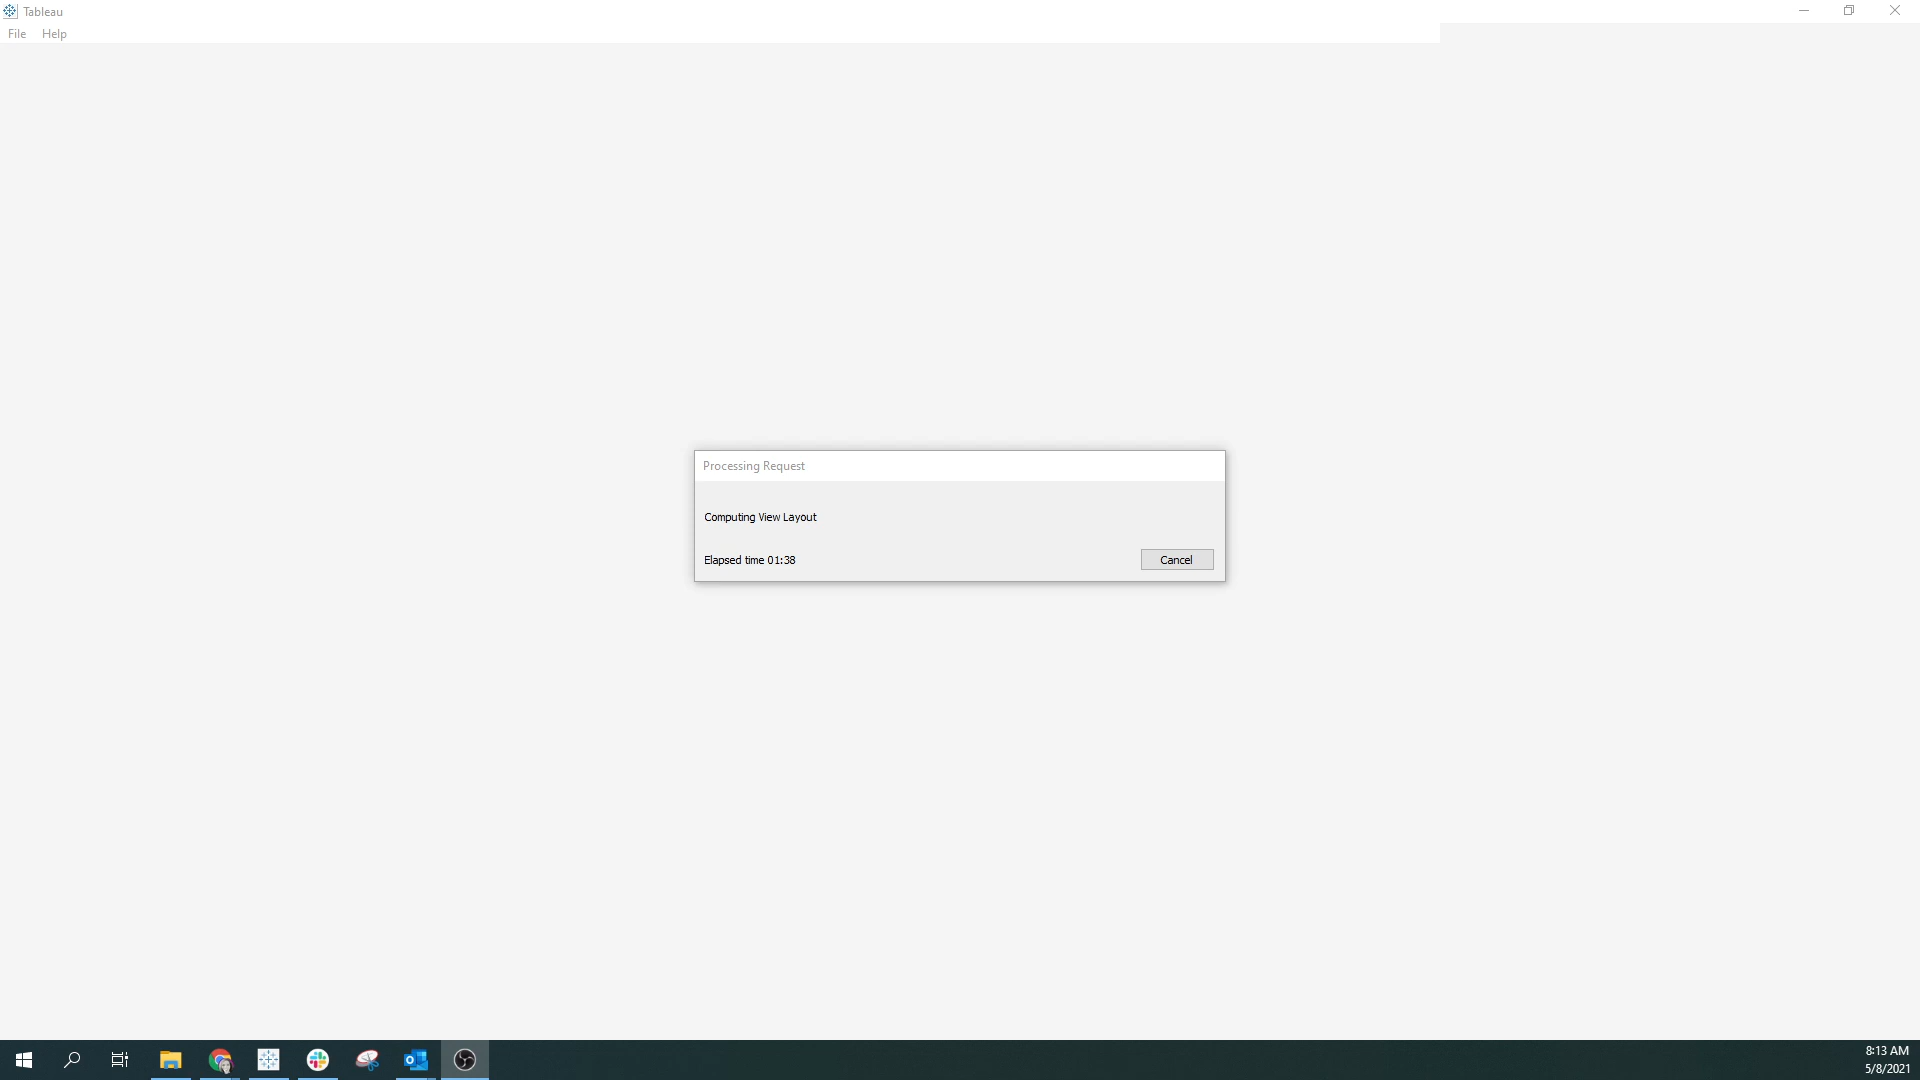 Tableau
File Help
Processing Request
Computing View Layout
Elapsed time 01:38
Cancel
8:13 AM
5/8/2021